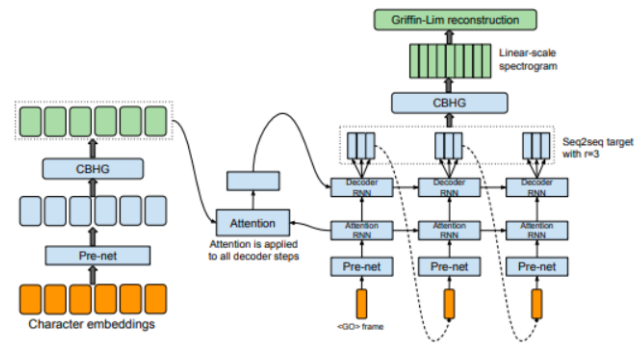 Griffin-Lim reconstruction
Linear-scale
spectrogram
CBHG
Seq2seq target
with r=3
CBHG
Decoder
RNN
Decoder
RNN
Decoder
RNN
Attention
Attention is applied
to all decoder steps
Attention
RNN
Attention
RNN
Attention
RNN
Pre-net
Pre-net
Pre-net
Pre-net
<GO> frame
Character embeddings